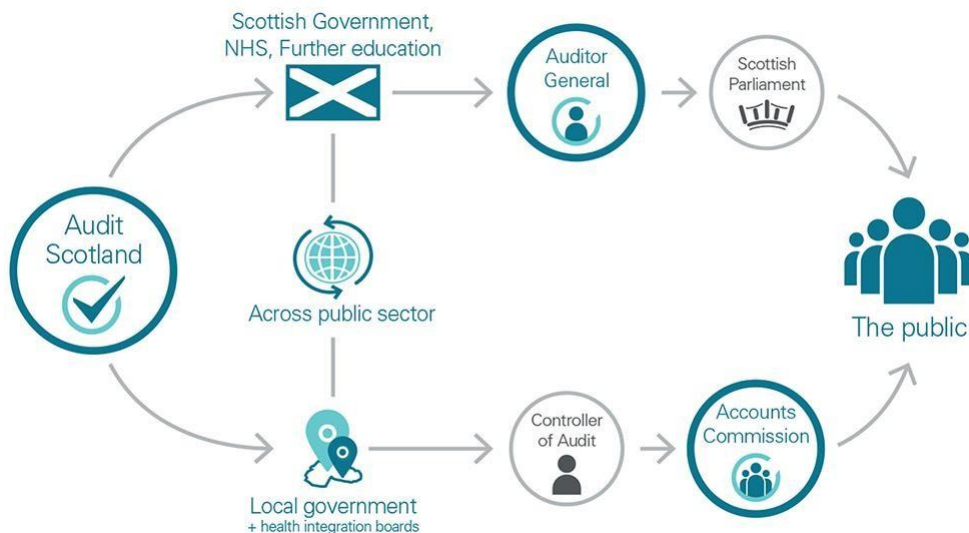 Scottish Government,
NHS, Further education
Auditor
General
Scottish
Parliament
Audit
Scotland
Across public sector
The public
Local government
+ health integration boards
Controller
of Audit
Accounts
Commission